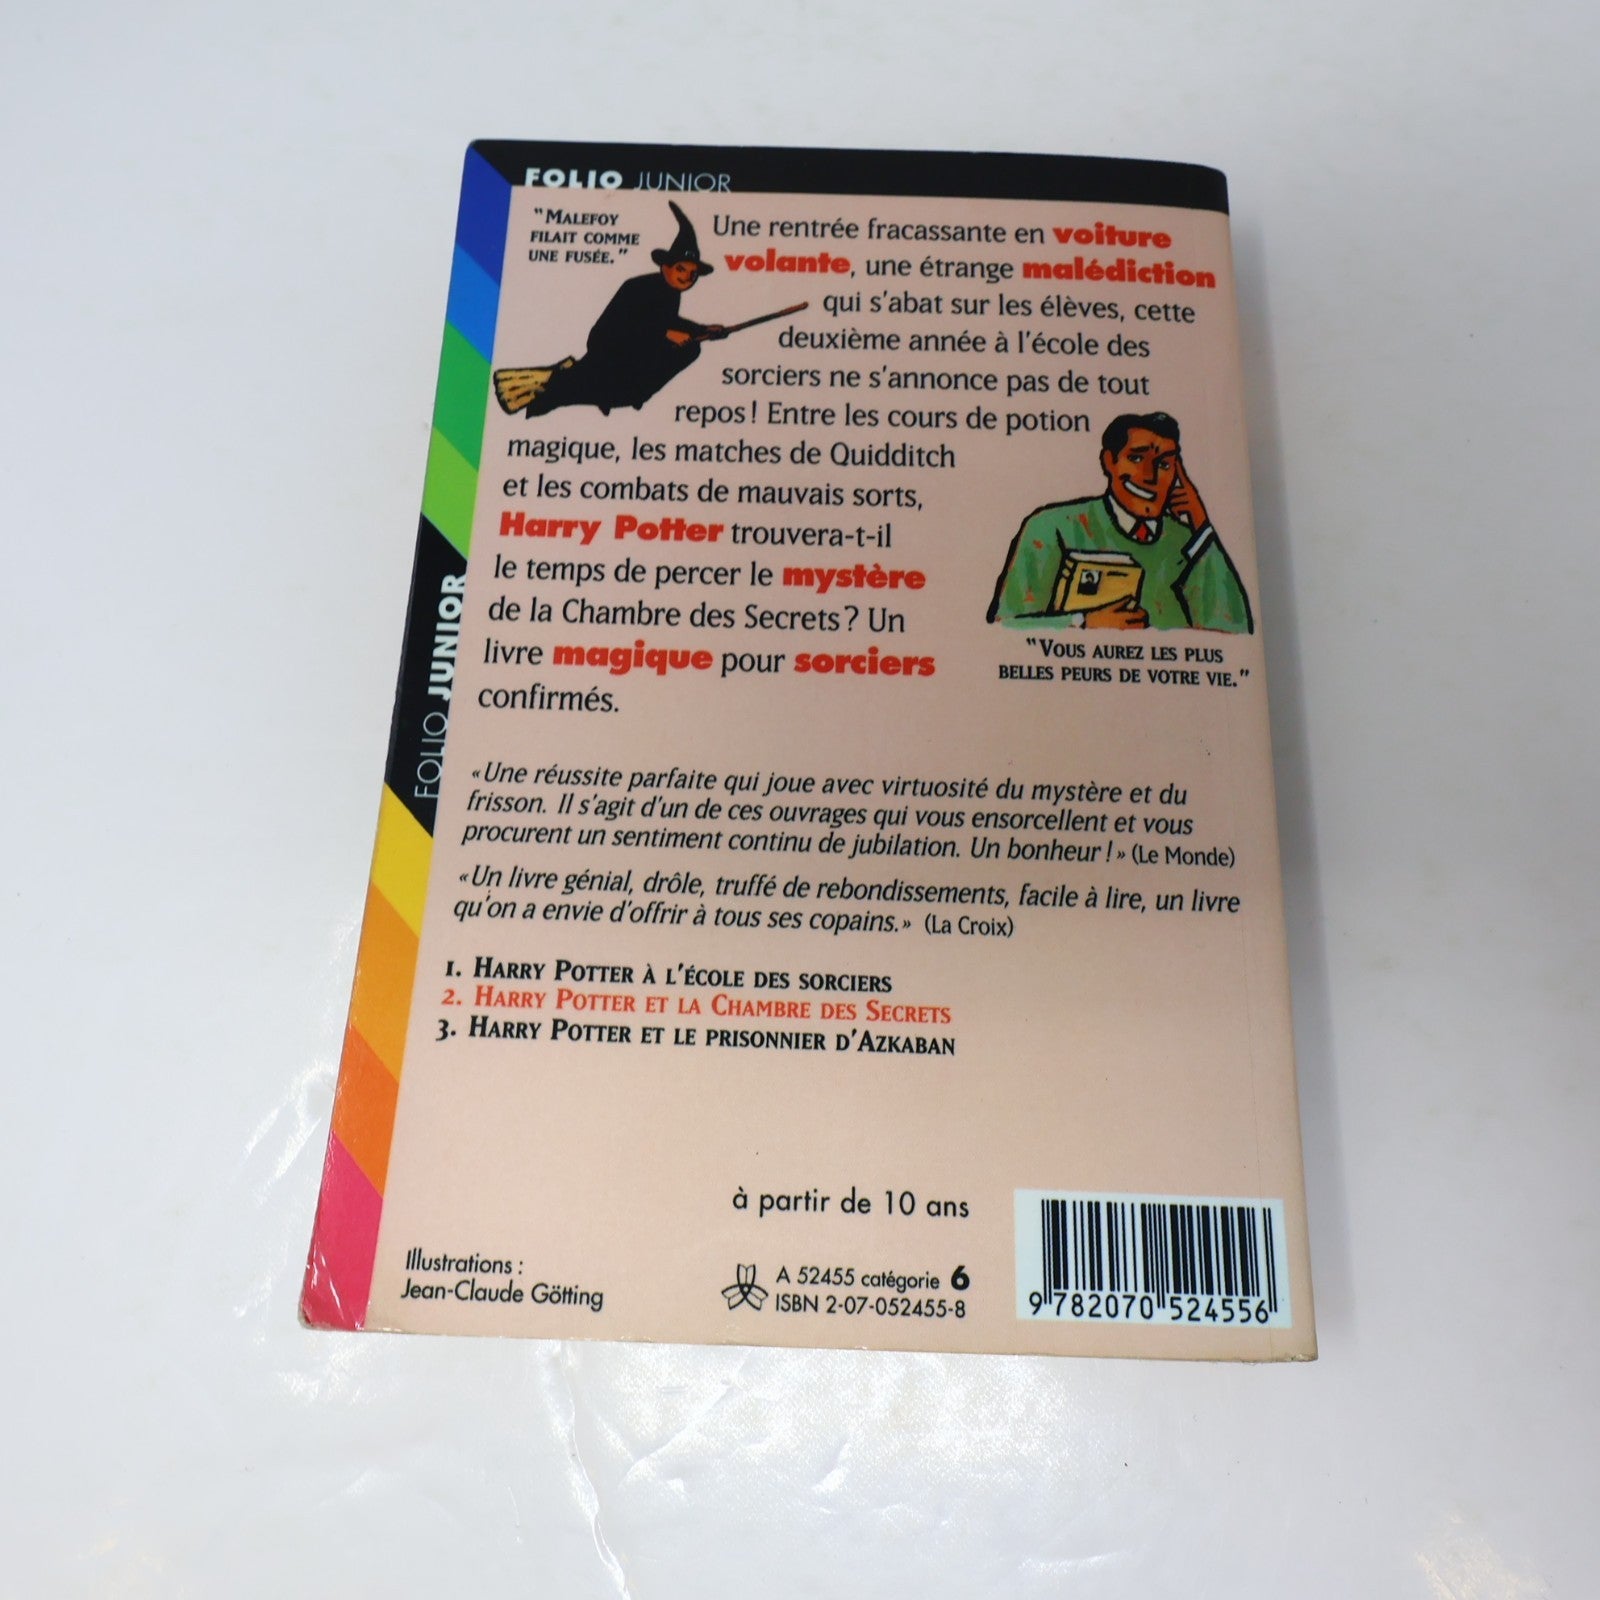 FOLIO JUNIOR
"MALEFOY
FILAIT COMME
UNE FUSÉE."
Une rentrée fracassante en voiture
volante, une étrange malédiction
qui s'abat sur les élèves, cette
deuxième année à l'école des
sorciers ne s'annonce pas de tout
repos ! Entre les cours de potion
magique, les matches de Quidditch
et les combats de mauvais sorts,
Harry Potter trouvera-t-il
le temps de percer le mystère
de la Chambre des Secrets ? Un
livre magique pour sorciers
confirmés.
"VOUS AUREZ LES PLUS
BELLES PEURS DE VOTRE VIE."
FOLIO JUNIOR
«Une réussite parfaite qui joue avec virtuosité du mystère et du
frisson. Il s'agit d'un de ces ouvrages qui vous ensorcellent et vous
procurent un sentiment continu de jubilation. Un bonheur !» (Le Monde)
«Un livre génial, drôle, truffé de rebondissements, facile à lire, un livre
qu'on a envie d'offrir à tous ses copains.» (La Croix)
1. HARRY POTTER À L'ÉCOLE DES SORCIERS
2. HARRY POTTER ET LA CHAMBRE DES SECRETS
3. HARRY POTTER ET LE PRISONNIER D'AZKABAN
à partir de 10 ans
Illustrations :
Jean-Claude Götting
A 52455 catégorie 6
ISBN 2-07-052455-8
9 782070 524556